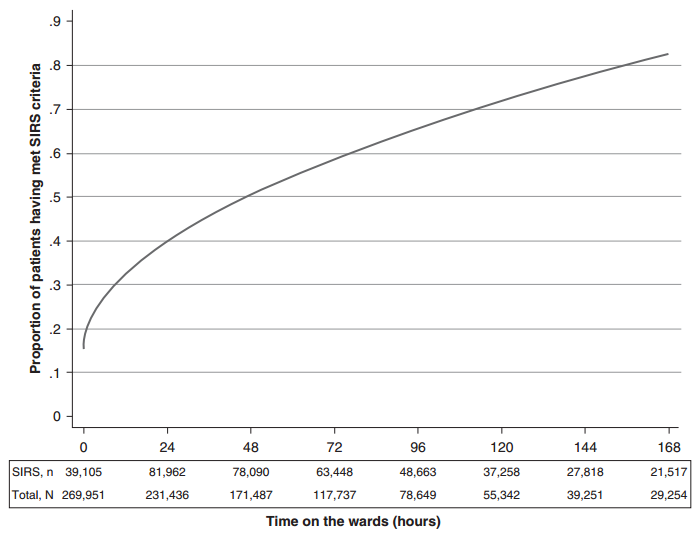 Proportion of patients having met SIRS criteria
.9
.8
.7
.6
.5
.4
.3
.2
.1
0
0 24 48 72 96 120 144 168
SIRS, n 39,105 81,962 78,090 63,448 48,663 37,258 27,818 21,517
Total, N 269,951 231,436 171,487 117,737 78,649 55,342 39,251 29,254
Time on the wards (hours)